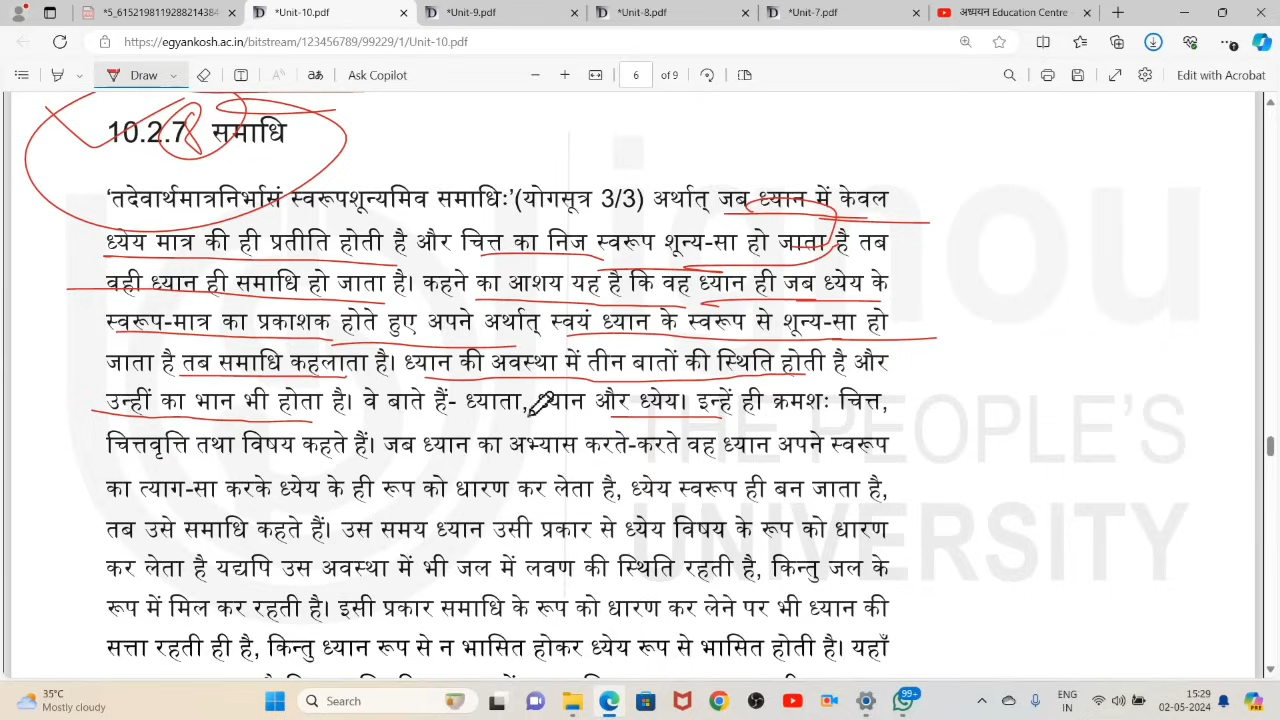 *5_6152198119288214384
*Unit-10.pdf
*Unit-9.pdf
*Unit-8.pdf
*Unit-7.pdf
अध्ययन Education Centre -
https://egyankosh.ac.in/bitstream/123456789/99229/1/Unit-10.pdf
Draw
Ask Copilot
6 of 9
Edit with Acrobat
10.2.7 8 समाधि
'तदेवार्थमात्रनिर्भासं स्वरूपशून्यमिव समाधिः'(योगसूत्र 3/3) अर्थात् जब ध्यान में केवल
ध्येय मात्र की ही प्रतीति होती है और चित्त का निज स्वरूप शून्य-सा हो जाता है तब
वही ध्यान ही समाधि हो जाता है। कहने का आशय यह है कि वह ध्यान ही जब ध्येय के
स्वरूप-मात्र का प्रकाशक होते हुए अपने अर्थात् स्वयं ध्यान के स्वरूप से शून्य-सा हो
जाता है तब समाधि कहलाता है। ध्यान की अवस्था में तीन बातों की स्थिति होती है और
उन्हीं का भान भी होता है। वे बाते हैं- ध्याता, ध्यान और ध्येय। इन्हें ही क्रमशः चित्त,
चित्तवृत्ति तथा विषय कहते हैं। जब ध्यान का अभ्यास करते-करते वह ध्यान अपने स्वरूप
का त्याग-सा करके ध्येय के ही रूप को धारण कर लेता है, ध्येय स्वरूप ही बन जाता है,
तब उसे समाधि कहते हैं। उस समय ध्यान उसी प्रकार से ध्येय विषय के रूप को धारण
कर लेता है यद्यपि उस अवस्था में भी जल में लवण की स्थिति रहती है, किन्तु जल के
रूप में मिल कर रहती है। इसी प्रकार समाधि के रूप को धारण कर लेने पर भी ध्यान की
सत्ता रहती ही है, किन्तु ध्यान रूप से न भासित होकर ध्येय रूप से भासित होती है। यहाँ
ignou
THE PEOPLE'S
UNIVERSITY
35°C
Mostly cloudy
Search
99+
ENG
IN
15:29
02-05-2024